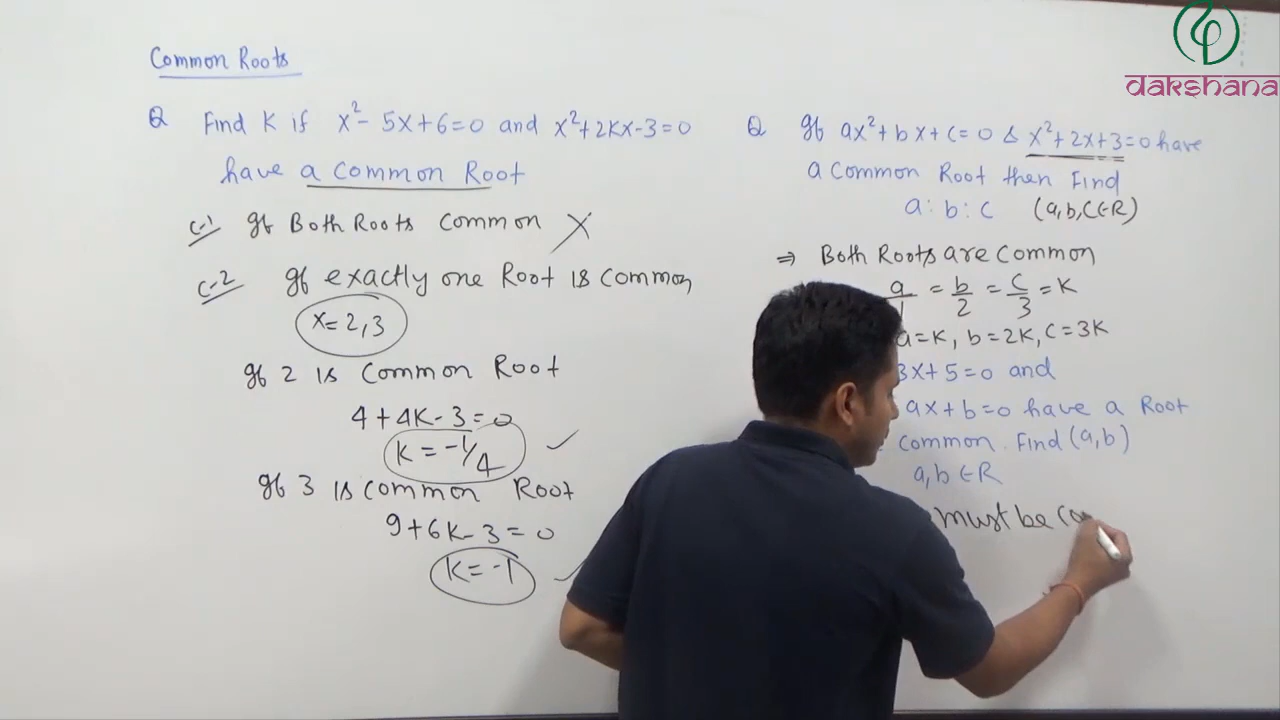 Common Roots
Q Find K if x²- 5x+6=0 and x²+2Kx-3=0
have a common Root
C-1 If Both Roots Common X
C-2 If exactly one Root is Common
x=2,3
If 2 is Common Root
4+4K-3=0
K=-1/4 ✓
If 3 is common Root
9+6K-3=0
K=-1
Q If ax²+bx+c=0 & x²+2x+3=0 have
a Common Root then Find
a:b:c (a,b,c∈R)
⇒ Both Roots are Common
a/1 = b/2 = c/3 = K
a=K, b=2K, c=3K
3x+5=0 and
ax+b=0 have a Root
common. Find (a,b)
a,b∈R
must be co
dakshana